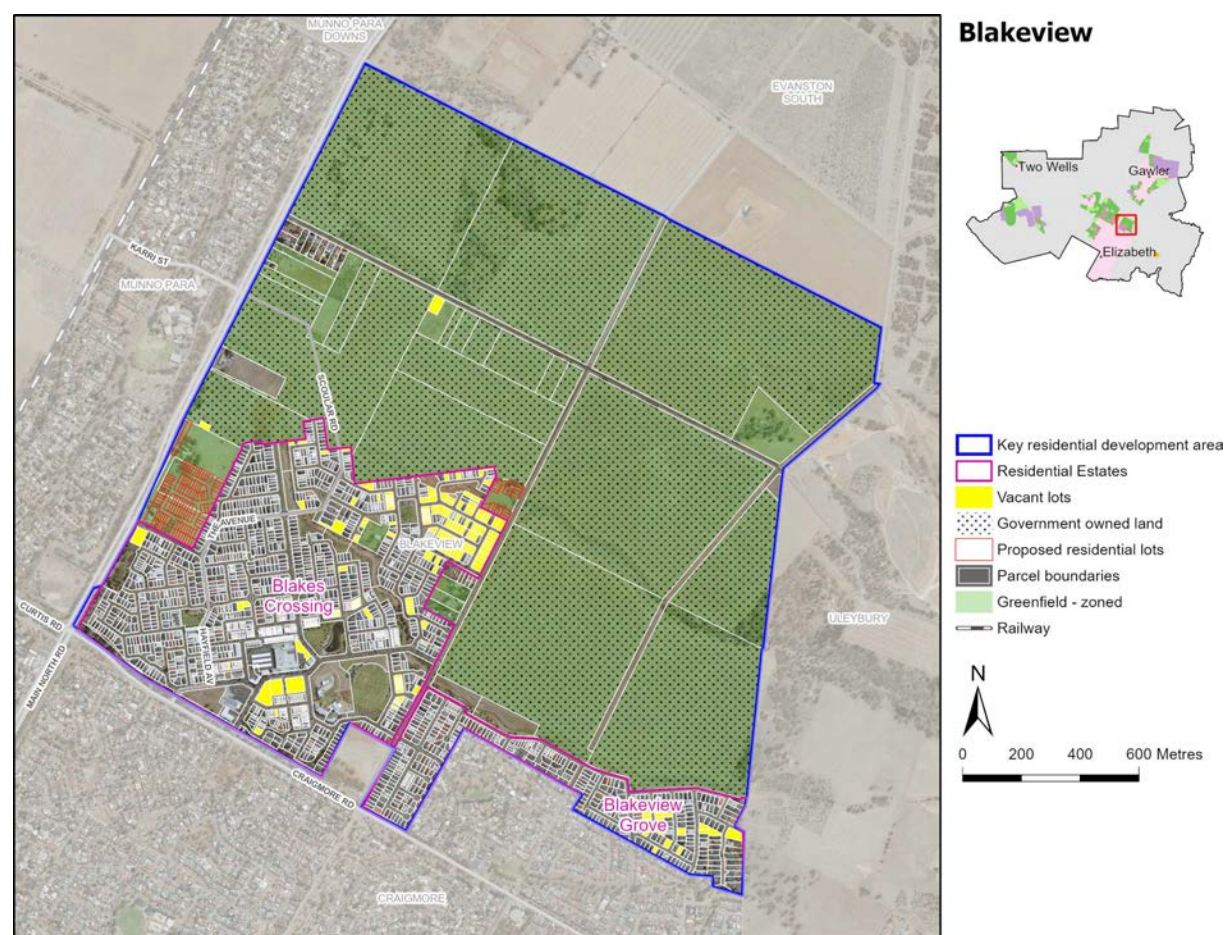 Blakeview
MUNNO PARA
DOWNS
EVANSTON
SOUTH
KARRI ST
MUNNO PARA
SCOULAR RD
THE AVENUE
BLAKEVIEW
Blakes
Crossing
HAYFIELD AV
CURTIS RD
MAIN NORTH RD
ULEYBURY
CRAIGMORE RD
Blakeview
Grove
CRAIGMORE
Two Wells
Gawler
Elizabeth
Key residential development area
Residential Estates
Vacant lots
Government owned land
Proposed residential lots
Parcel boundaries
Greenfield - zoned
Railway
N
0 200 400 600 Metres